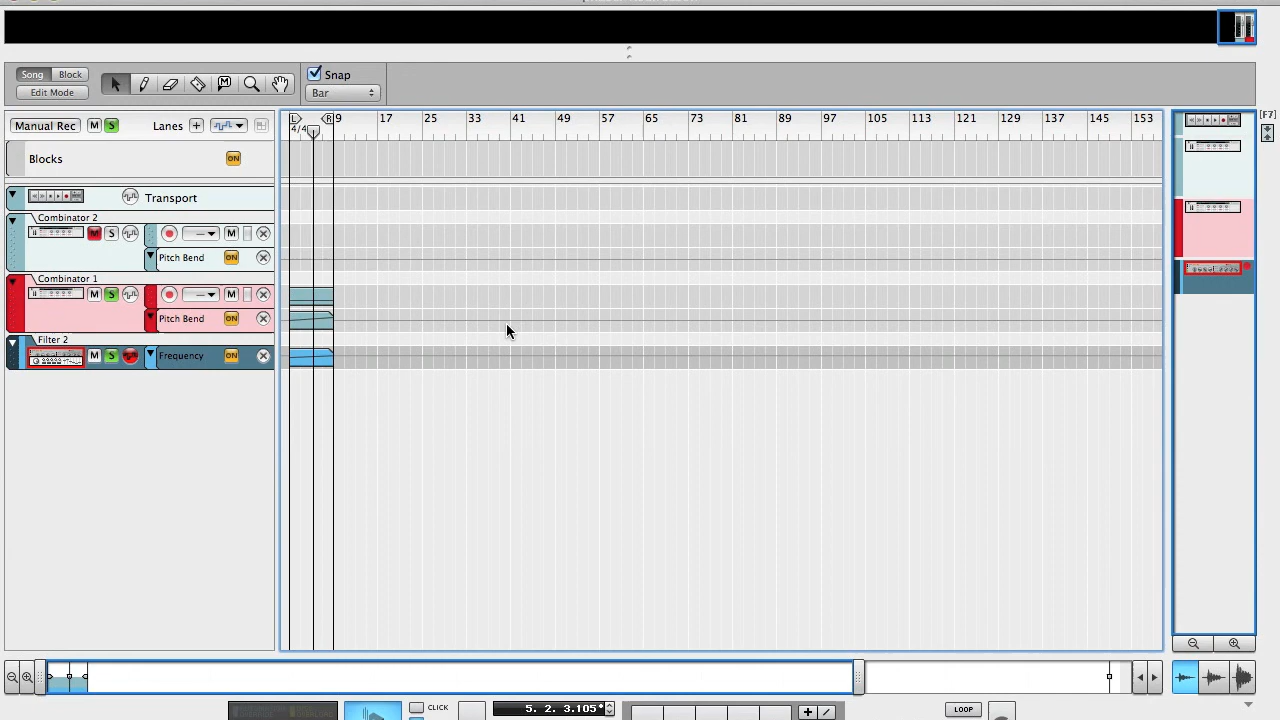 Song Block
Edit Mode
M
Snap
Bar
Manual Rec M S Lanes +
Blocks ON
Transport
Combinator 2
M S M
Pitch Bend ON
Combinator 1
M S M
Pitch Bend ON
Filter 2
M S Frequency ON
L R 9 17 25 33 41 49 57 65 73 81 89 97 105 113 121 129 137 145 153
4/4
[F7]
CLICK
5. 2. 3.105*
+
LOOP